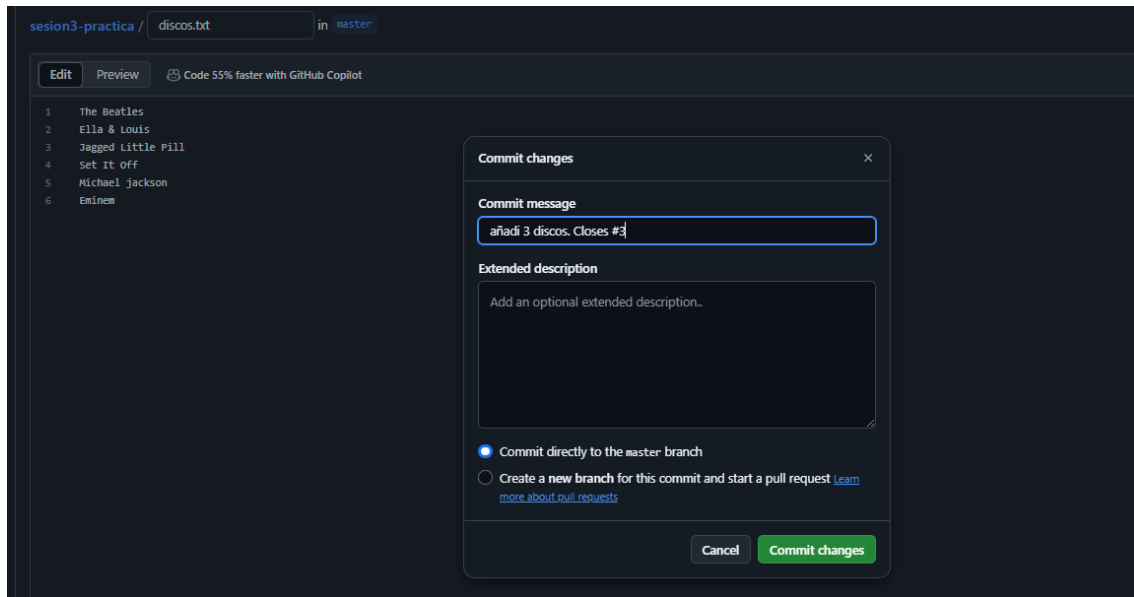 sesion3-practica / discos.txt in master
Edit Preview Code 55% faster with GitHub Copilot
1 The Beatles
2 Ella & Louis
3 Jagged Little Pill
4 Set It Off
5 Michael jackson
6 Eminem
Commit changes
Commit message
añadi 3 discos. Closes #3
Extended description
Add an optional extended description..
Commit directly to the master branch
Create a new branch for this commit and start a pull request Learn
more about pull requests
Cancel Commit changes